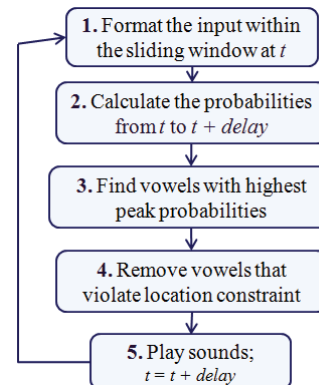 1. Format the input within
the sliding window at t
2. Calculate the probabilities
from t to t + delay
3. Find vowels with highest
peak probabilities
4. Remove vowels that
violate location constraint
5. Play sounds;
t = t + delay